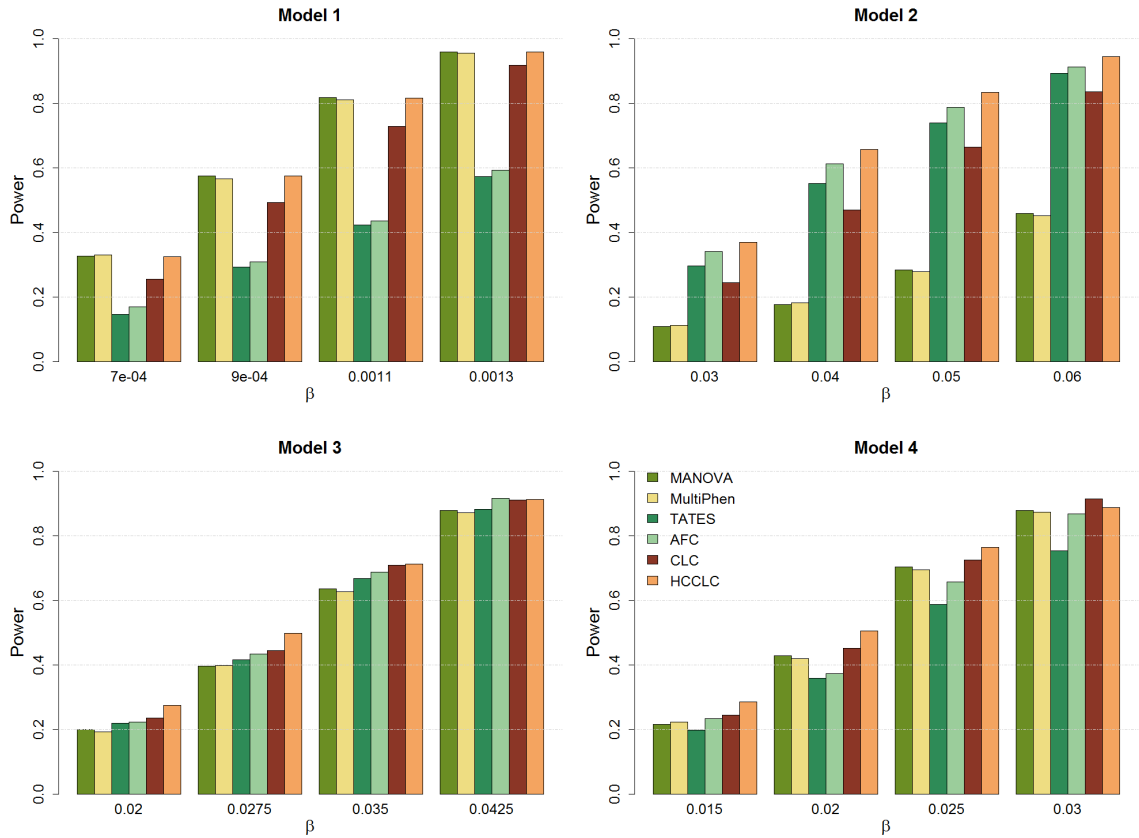 Model 1
Power
0.0 0.2 0.4 0.6 0.8 1.0
7e-04 9e-04 0.0011 0.0013
β
Model 2
Power
0.0 0.2 0.4 0.6 0.8 1.0
0.03 0.04 0.05 0.06
β
Model 3
Power
0.0 0.2 0.4 0.6 0.8 1.0
0.02 0.0275 0.035 0.0425
β
Model 4
Power
0.0 0.2 0.4 0.6 0.8 1.0
MANOVA
MultiPhen
TATES
AFC
CLC
HCCLC
0.015 0.02 0.025 0.03
β